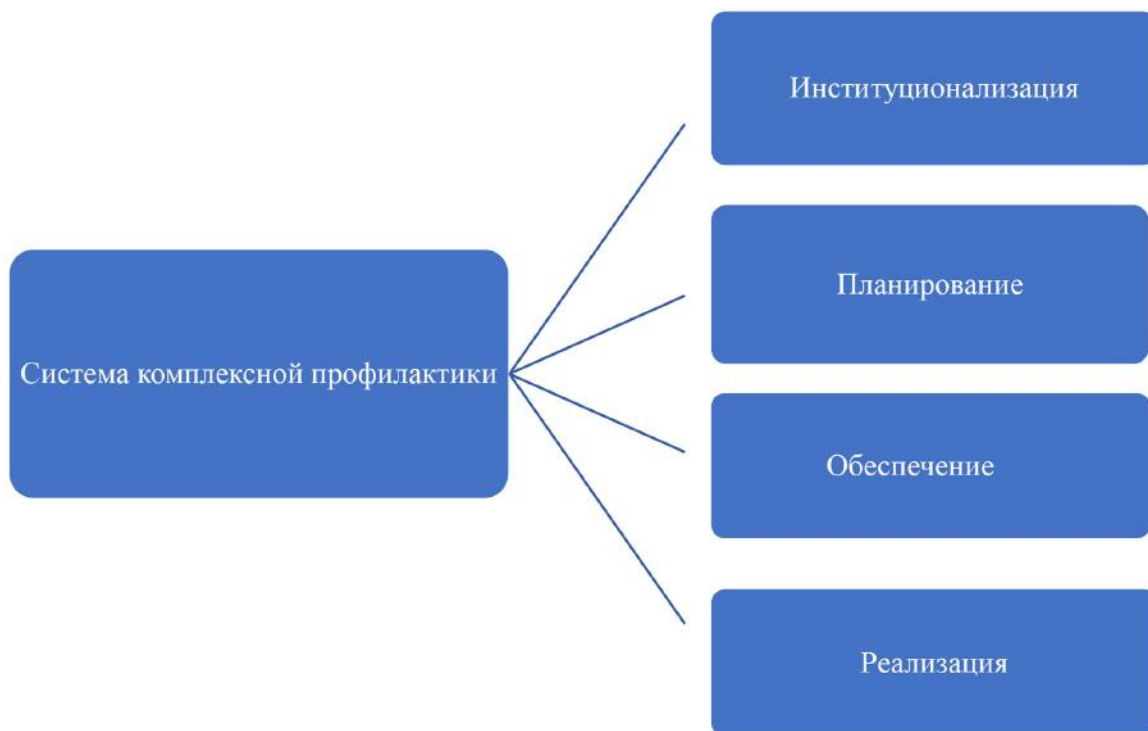 Институционализация
Планирование
Система комплексной профилактики
Обеспечение
Реализация